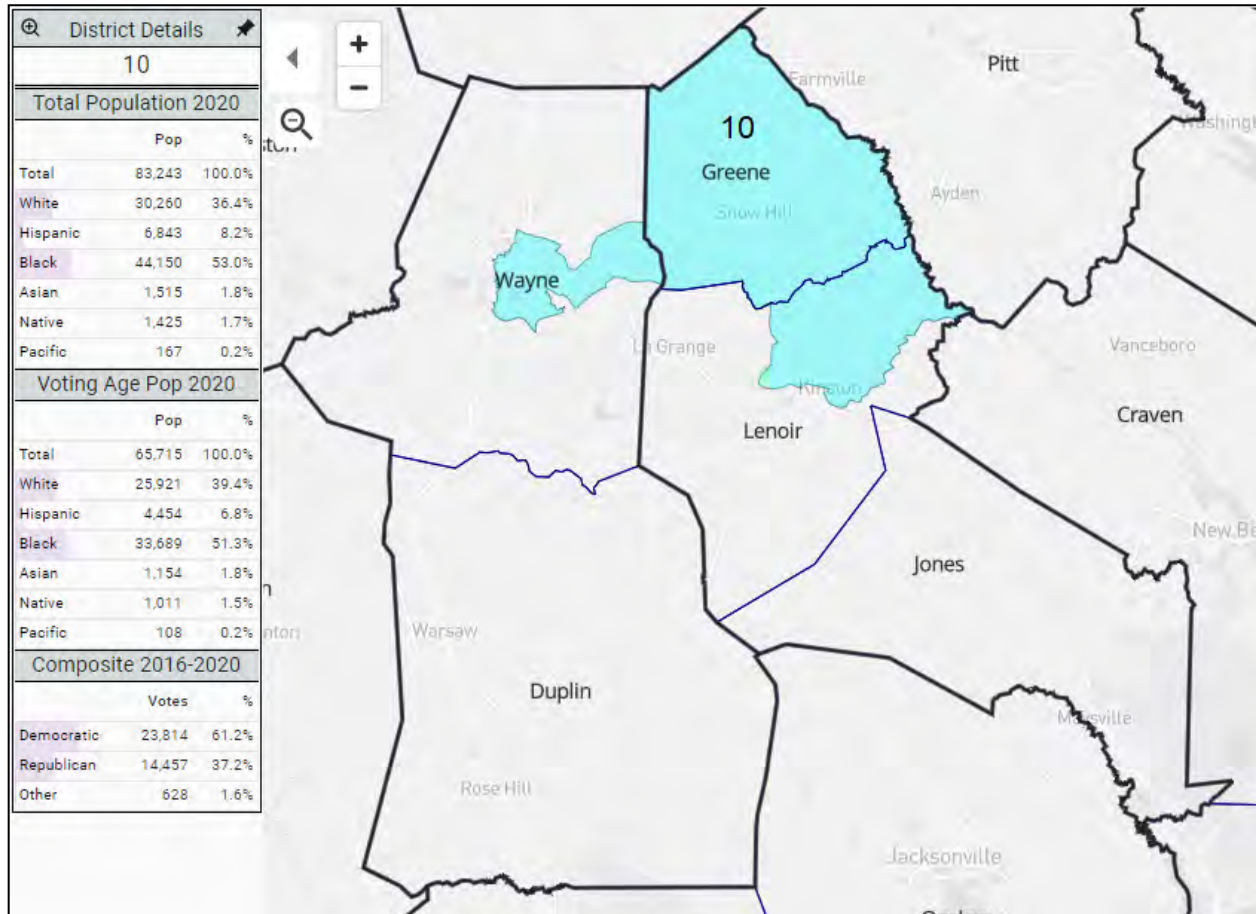 District Details
10
Total Population 2020
Pop %
Total 83,243 100.0%
White 30,260 36.4%
Hispanic 6,843 8.2%
Black 44,150 53.0%
Asian 1,515 1.8%
Native 1,425 1.7%
Pacific 167 0.2%
Voting Age Pop 2020
Pop %
Total 65,715 100.0%
White 25,921 39.4%
Hispanic 4,454 6.8%
Black 33,689 51.3%
Asian 1,154 1.8%
Native 1,011 1.5%
Pacific 108 0.2%
Composite 2016-2020
Votes %
Democratic 23,814 61.2%
Republican 14,457 37.2%
Other 628 1.6%
+
−
Pitt
Farmville
Washingt
10
Greene
Ayden
Snow Hill
Wayne
La Grange
Vanceboro
Kinston
Craven
Lenoir
New Be
Jones
nton
Warsaw
Duplin
Maysville
Rose Hill
Jacksonville